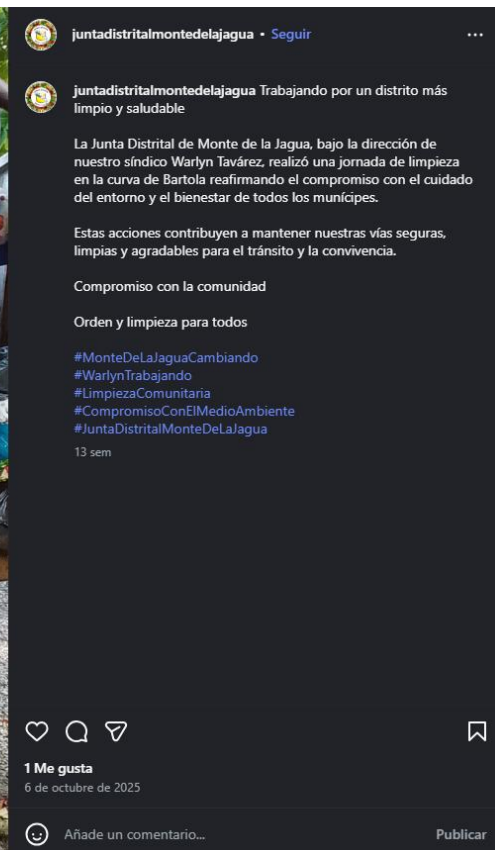 juntadistritalmontedelajagua • Seguir
juntadistritalmontedelajagua Trabajando por un distrito más
limpio y saludable
La Junta Distrital de Monte de la Jagua, bajo la dirección de
nuestro síndico Warlyn Tavárez, realizó una jornada de limpieza
en la curva de Bartola reafirmando el compromiso con el cuidado
del entorno y el bienestar de todos los munícipes.
Estas acciones contribuyen a mantener nuestras vías seguras,
limpias y agradables para el tránsito y la convivencia.
Compromiso con la comunidad
Orden y limpieza para todos
#MonteDeLaJaguaCambiando
#WarlynTrabajando
#LimpiezaComunitaria
#CompromisoConElMedioAmbiente
#JuntaDistritalMonteDeLaJagua
13 sem
1 Me gusta
6 de octubre de 2025
Añade un comentario...
Publicar